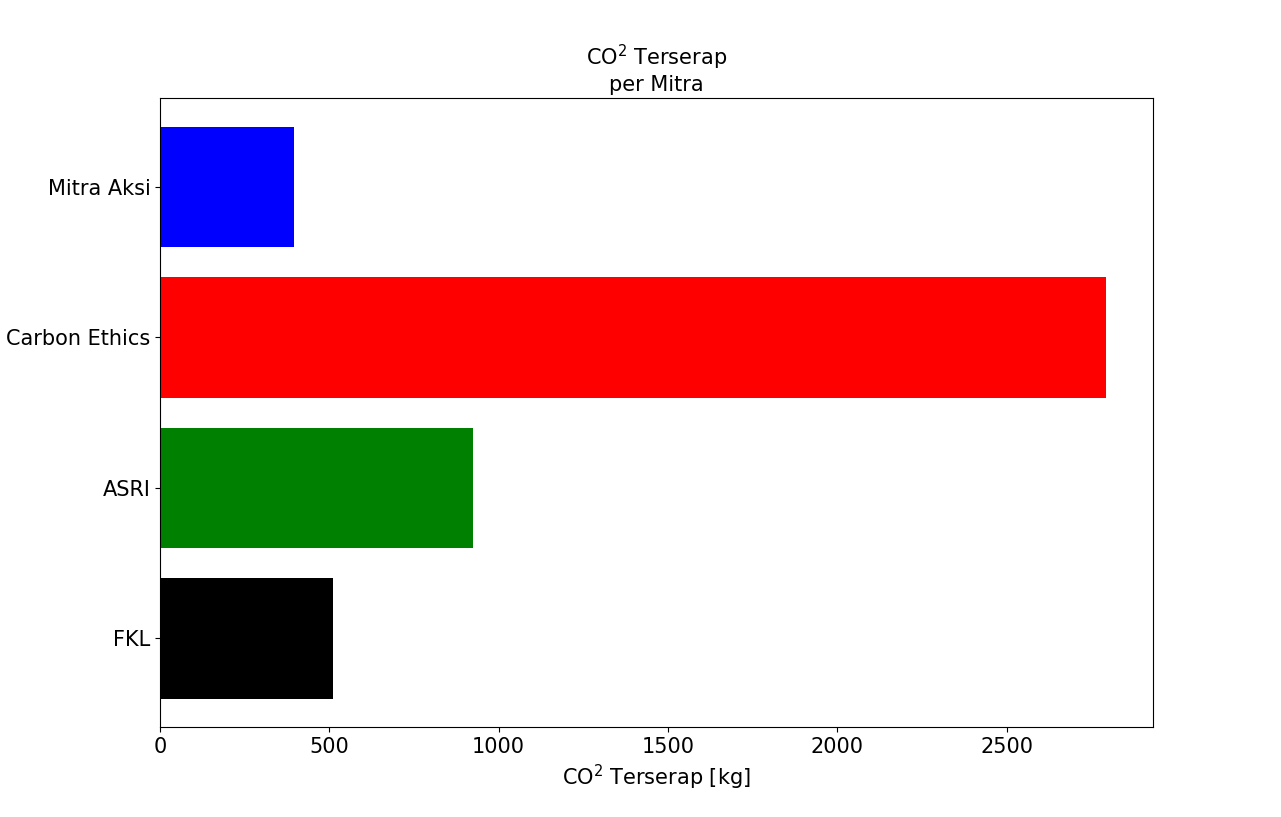 CO² Terserap
per Mitra
Mitra Aksi
Carbon Ethics
ASRI
FKL
0 500 1000 1500 2000 2500
CO² Terserap [kg]